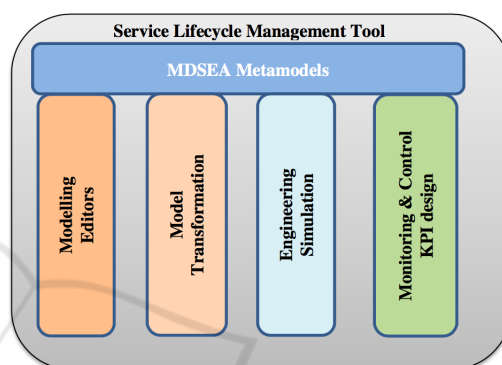 Service Lifecycle Management Tool
MDSEA Metamodels
Modelling
Editors
Model
Transformation
Engineering
Simulation
Monitoring & Control
KPI design